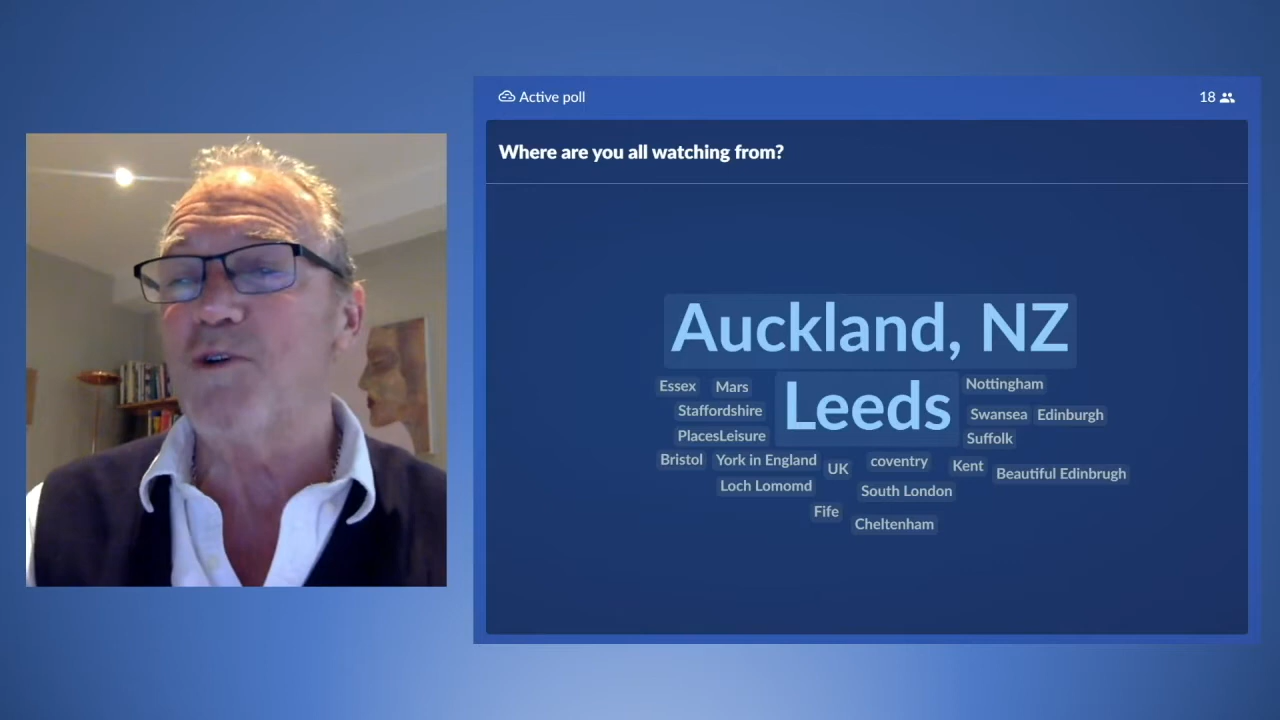 Active poll
18
Where are you all watching from?
Auckland, NZ
Essex Mars Leeds Nottingham
Staffordshire Swansea Edinburgh
PlacesLeisure Suffolk
Bristol York in England UK coventry Kent Beautiful Edinbrugh
Loch Lomomd South London
Fife Cheltenham